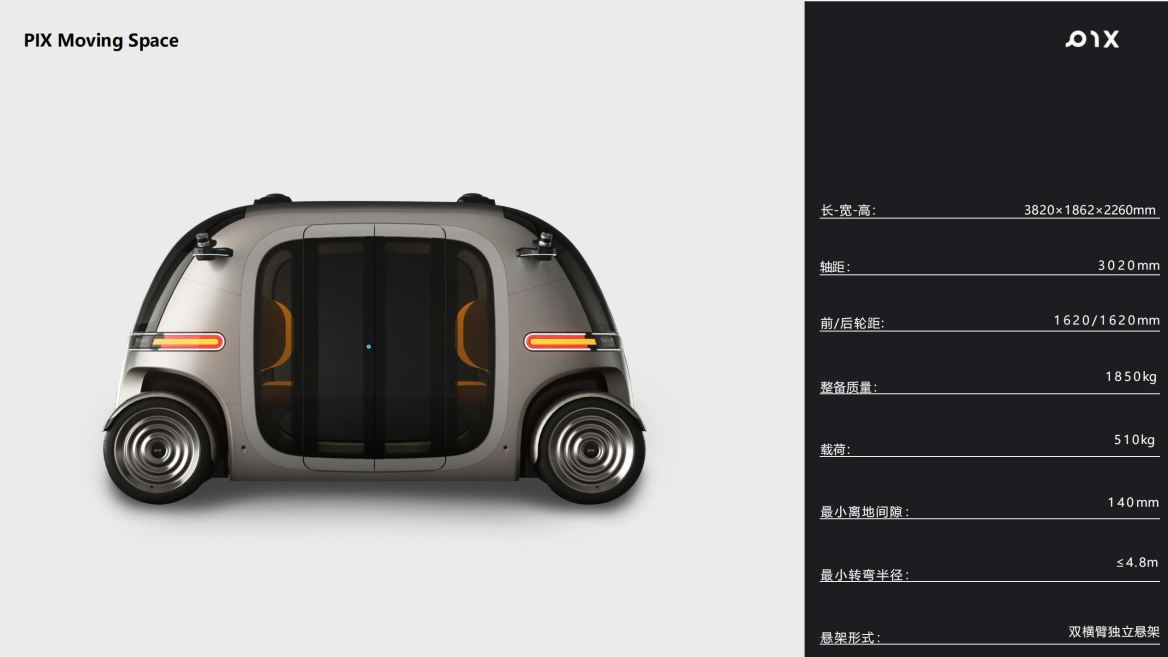 PIX Moving Space
PIX
长-宽-高: 3820×1862×2260mm
轴距: 3020mm
前/后轮距: 1620/1620mm
整备质量: 1850kg
载荷: 510kg
最小离地间隙: 140mm
最小转弯半径: ≤4.8m
悬架形式: 双横臂独立悬架